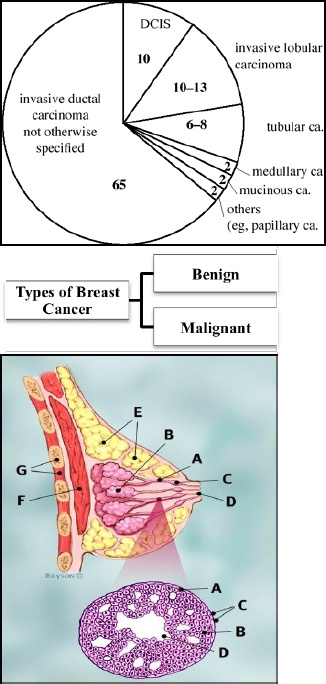 DCIS
10
invasive lobular
carcinoma
10–13
6–8
tubular ca.
2
medullary ca
2
mucinous ca.
2
others
(eg, papillary ca.
invasive ductal
carcinoma
not otherwise
specified
65
Types of Breast
Cancer
Benign
Malignant
E
B
A
C
D
G
F
A
C
B
D